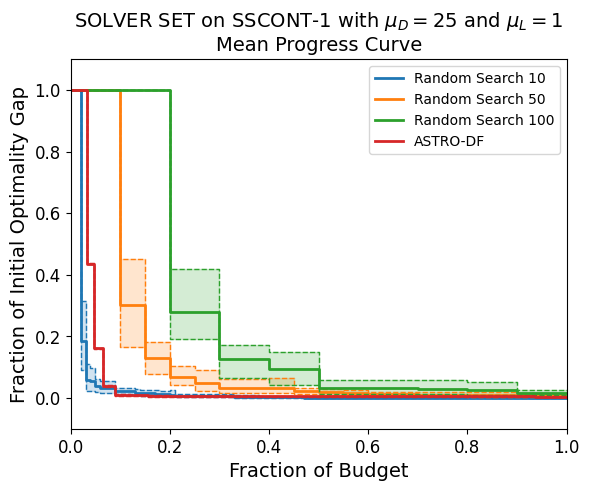 SOLVER SET on SSCONT-1 with μ_D = 25 and μ_L = 1
Mean Progress Curve
Random Search 10
Random Search 50
Random Search 100
ASTRO-DF
Fraction of Initial Optimality Gap
1.0
0.8
0.6
0.4
0.2
0.0
0.0 0.2 0.4 0.6 0.8 1.0
Fraction of Budget